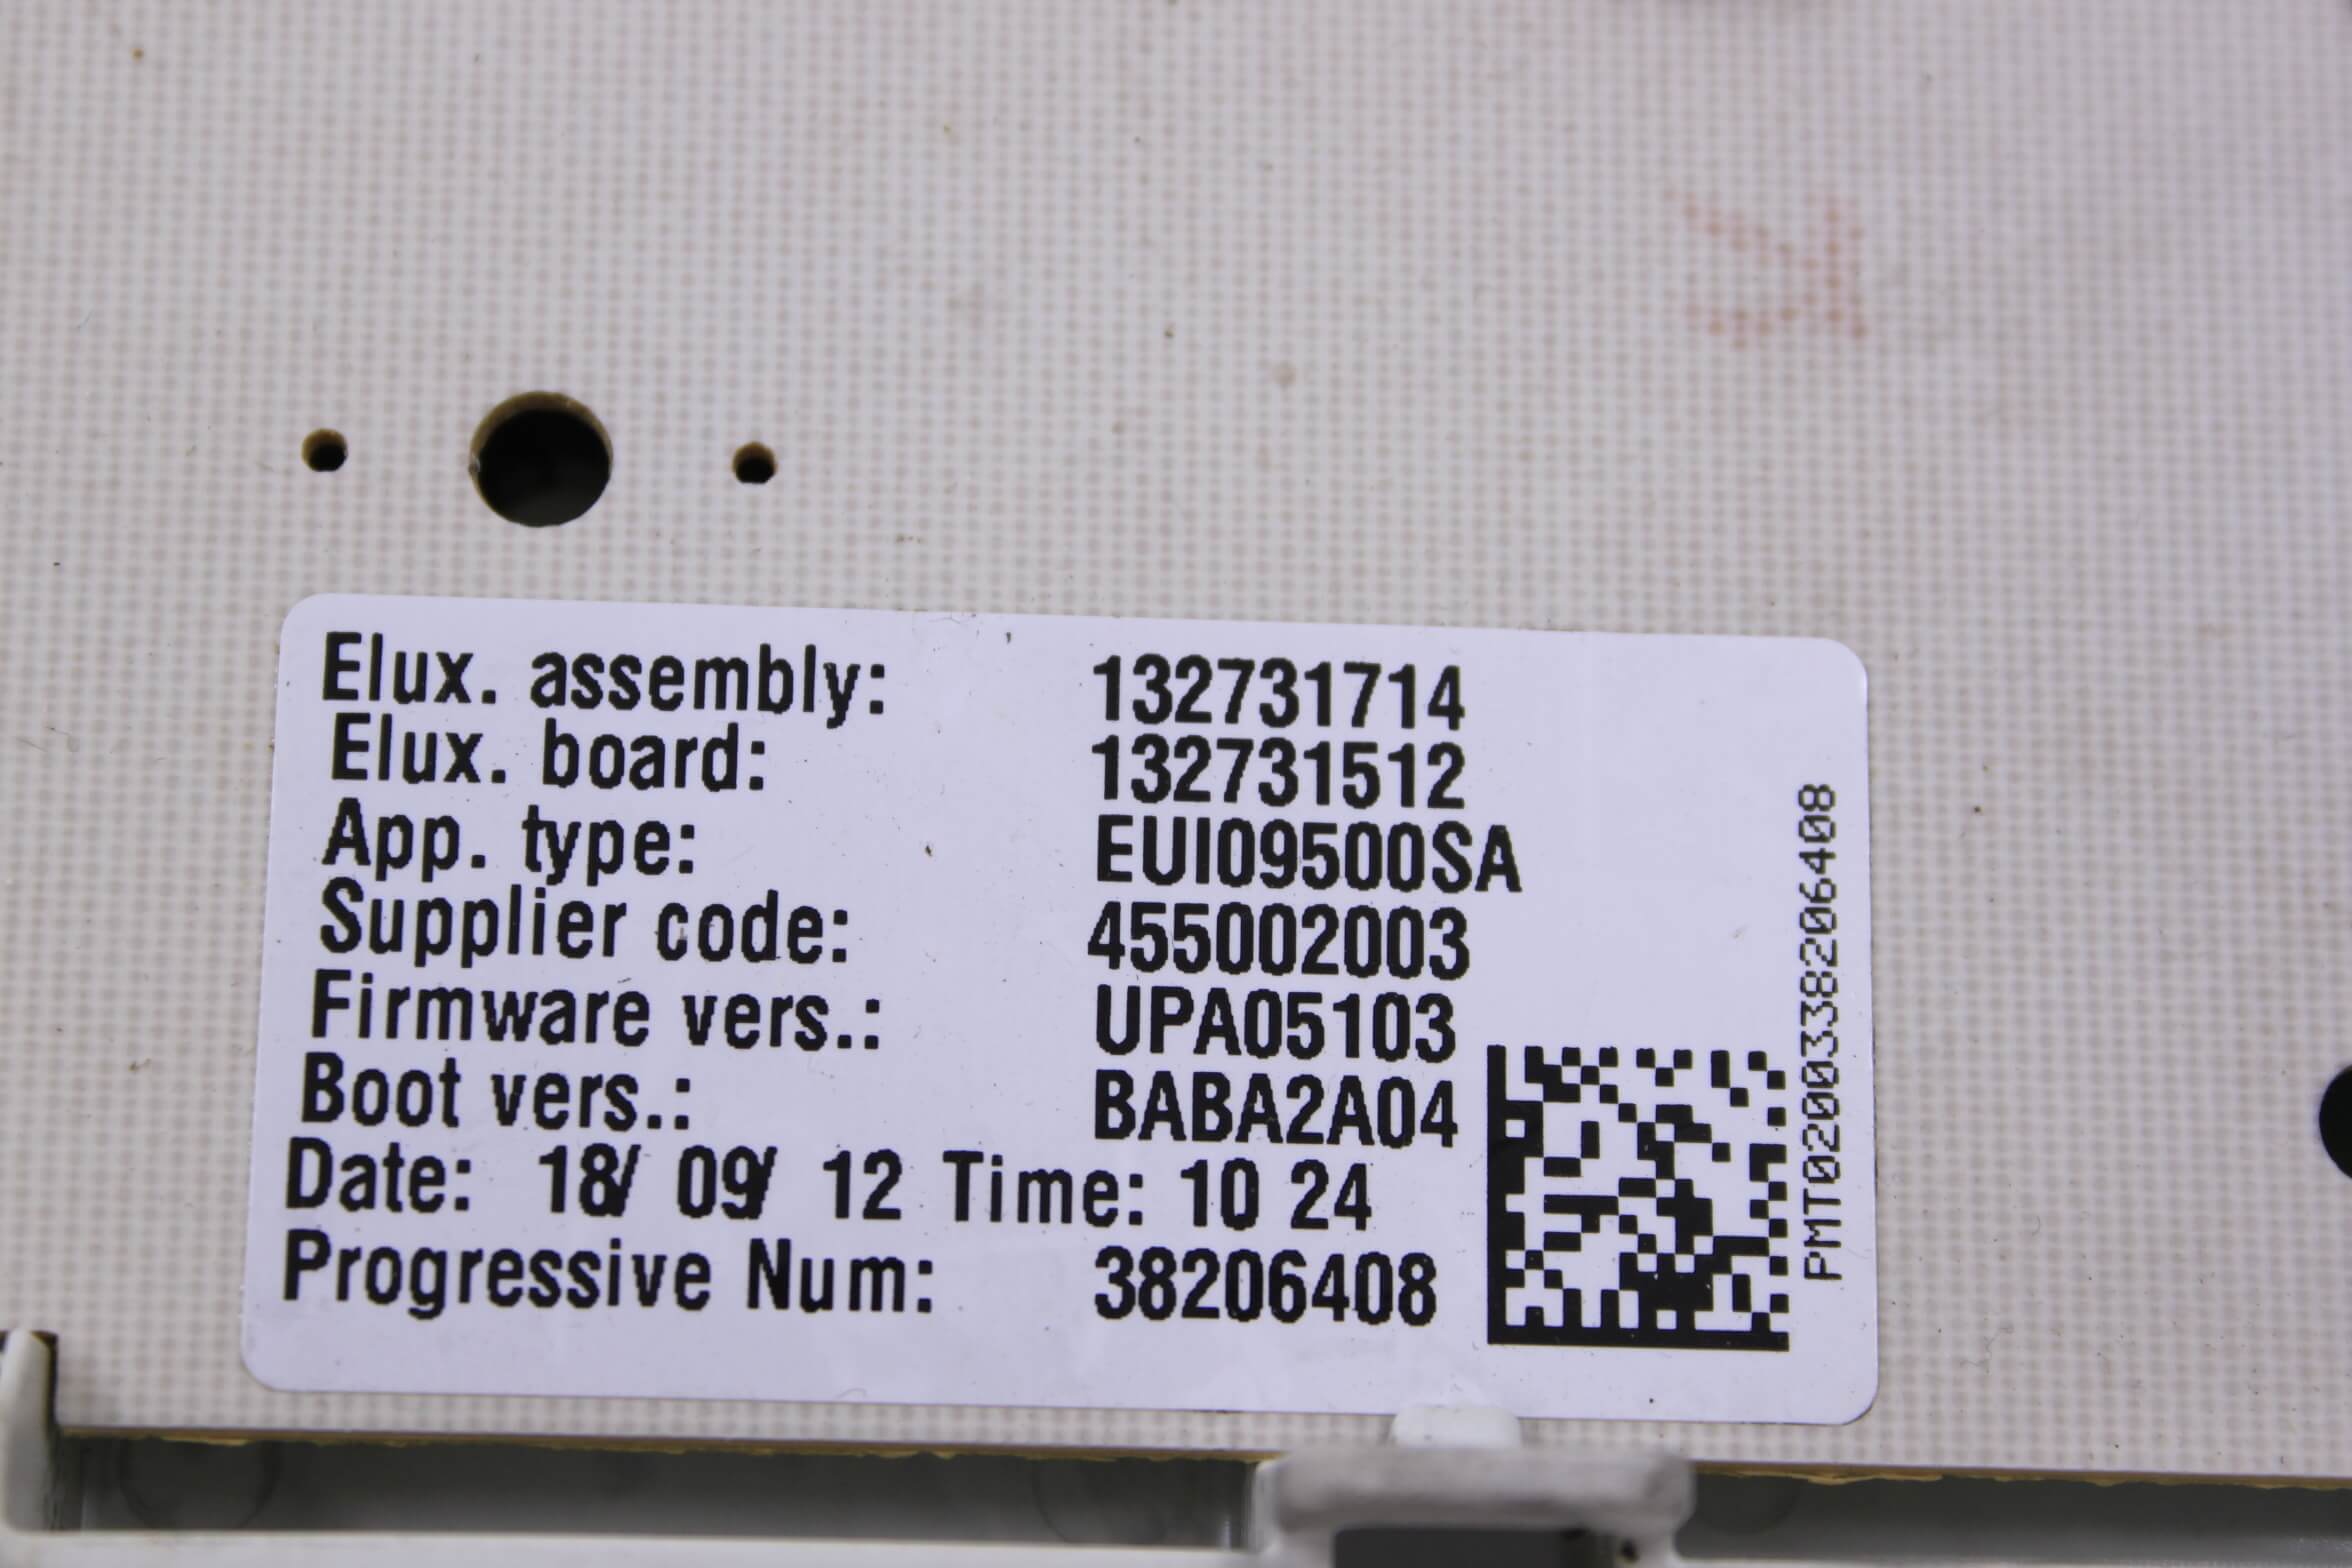 Elux. assembly: 132731714
Elux. board: 132731512
App. type: EUI09500SA
Supplier code: 455002003
Firmware vers.: UPA05103
Boot vers.: BABA2A04
Date: 18/ 09/ 12 Time: 10 24
Progressive Num: 38206408
PMT0200338206408